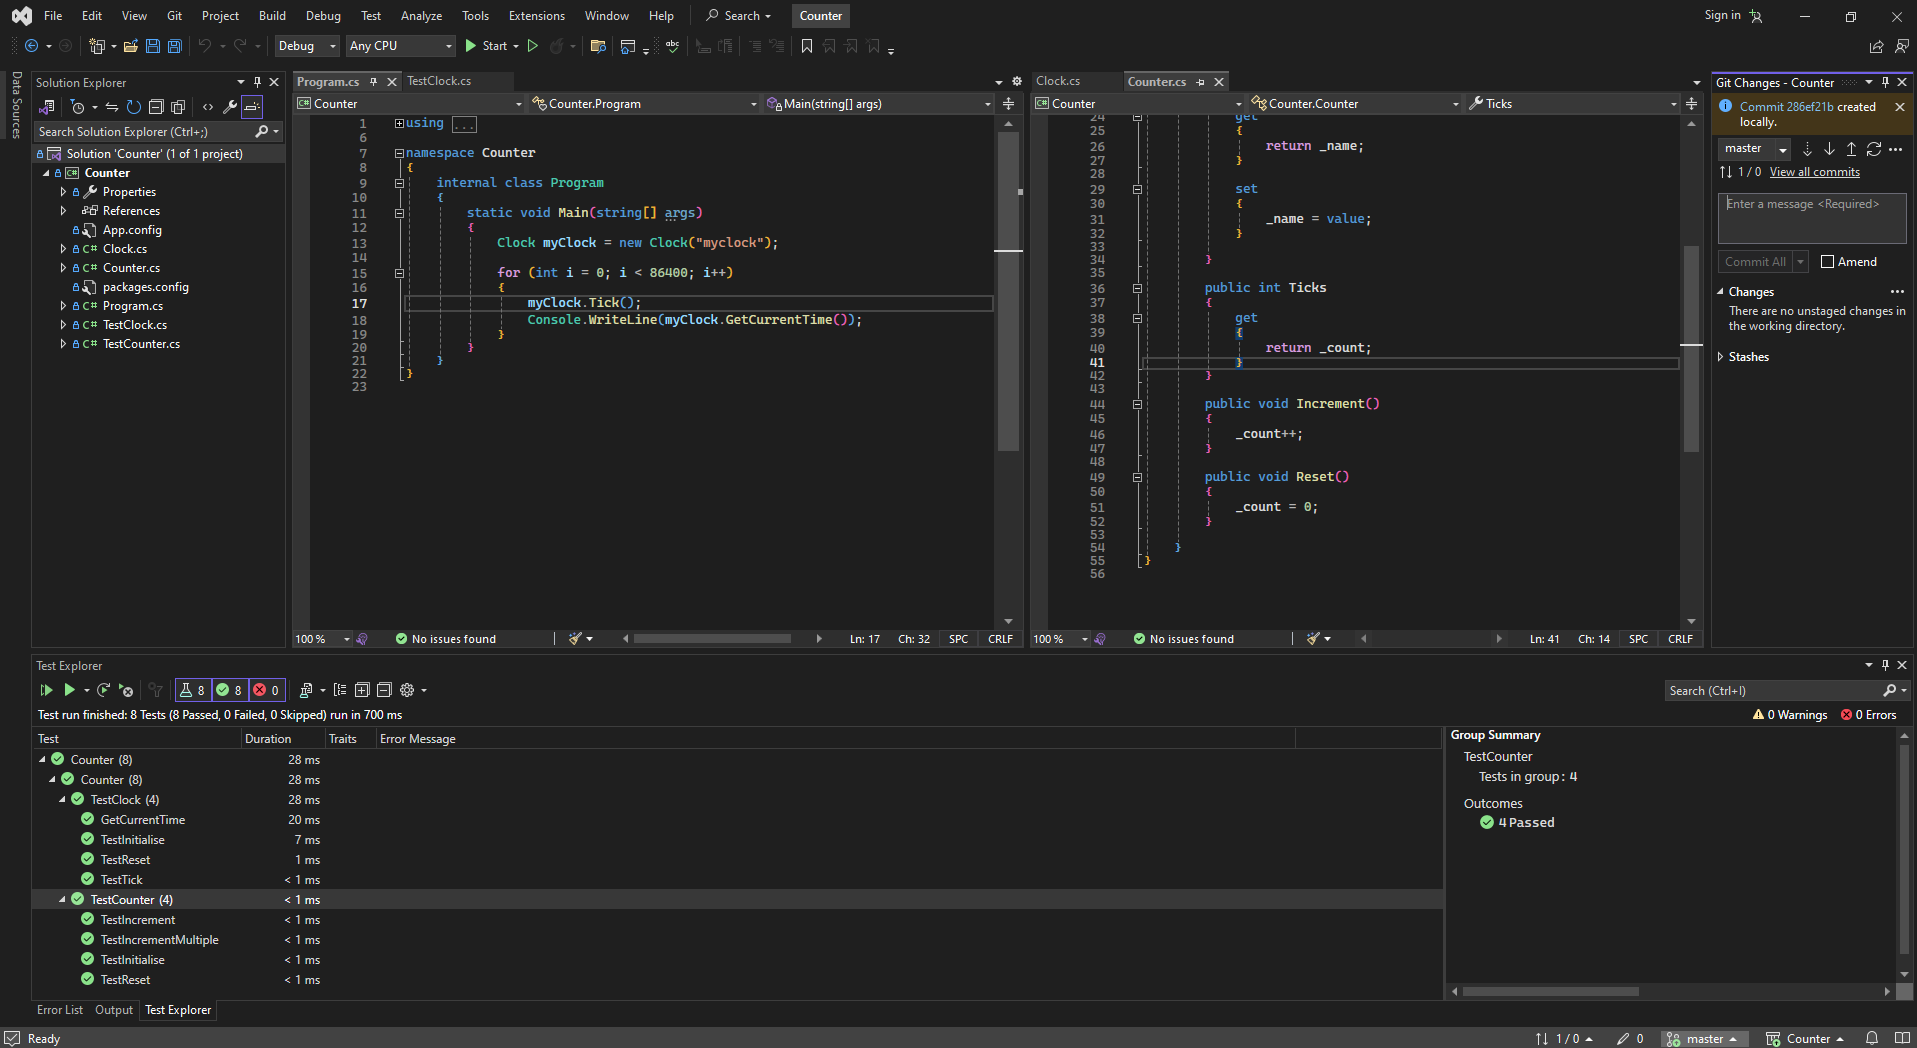 File Edit View Git Project Build Debug Test Analyze Tools Extensions Window Help Search Counter Sign in
Debug Any CPU Start
Data Sources
Solution Explorer
Search Solution Explorer (Ctrl+;)
Solution 'Counter' (1 of 1 project)
Counter
Properties
References
App.config
C# Clock.cs
C# Counter.cs
packages.config
C# Program.cs
C# TestClock.cs
C# TestCounter.cs
Program.cs TestClock.cs
Counter Counter.Program Main(string[] args)
1 using ...
6
7 namespace Counter
8 {
9 internal class Program
10 {
11 static void Main(string[] args)
12 {
13 Clock myClock = new Clock("myclock");
14
15 for (int i = 0; i < 86400; i++)
16 {
17 myClock.Tick();
18 Console.WriteLine(myClock.GetCurrentTime());
19 }
20 }
21 }
22 }
23
100 % No issues found Ln: 17 Ch: 32 SPC CRLF
Clock.cs Counter.cs
Counter Counter.Counter Ticks
24 get
25 {
26 return _name;
27 }
28
29 set
30 {
31 _name = value;
32 }
33
34 }
35
36 public int Ticks
37 {
38 get
39 {
40 return _count;
41 }
42 }
43
44 public void Increment()
45 {
46 _count++;
47 }
48
49 public void Reset()
50 {
51 _count = 0;
52 }
53
54 }
55 }
56
100 % No issues found Ln: 41 Ch: 14 SPC CRLF
Git Changes - Counter
Commit 286ef21b created
locally.
master
1 / 0 View all commits
Enter a message <Required>
Commit All Amend
Changes
There are no unstaged changes in
the working directory.
Stashes
Test Explorer
8 8 0
Search (Ctrl+I)
Test run finished: 8 Tests (8 Passed, 0 Failed, 0 Skipped) run in 700 ms
0 Warnings 0 Errors
Test Duration Traits Error Message
Counter (8) 28 ms
Counter (8) 28 ms
TestClock (4) 28 ms
GetCurrentTime 20 ms
TestInitialise 7 ms
TestReset 1 ms
TestTick < 1 ms
TestCounter (4) < 1 ms
TestIncrement < 1 ms
TestIncrementMultiple < 1 ms
TestInitialise < 1 ms
TestReset < 1 ms
Group Summary
TestCounter
Tests in group: 4
Outcomes
4 Passed
Error List Output Test Explorer
Ready 1 / 0 0 master Counter